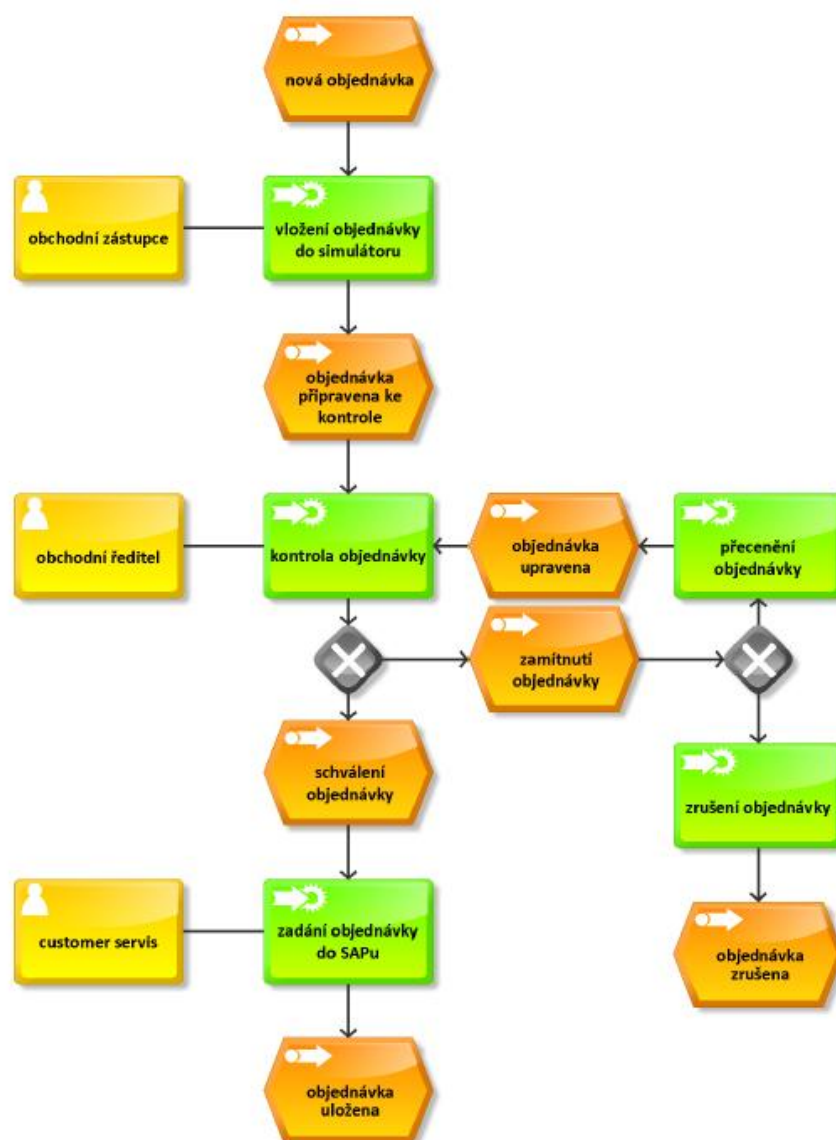 nová objednávka
obchodní zástupce
vložení objednávky
do simulátoru
objednávka
připravena ke
kontrole
obchodní ředitel
kontrola objednávky
objednávka
upravena
přecenění
objednávky
zamítnutí
objednávky
schválení
objednávky
zrušení objednávky
customer servis
zadání objednávky
do SAPu
objednávka
zrušena
objednávka
uložena